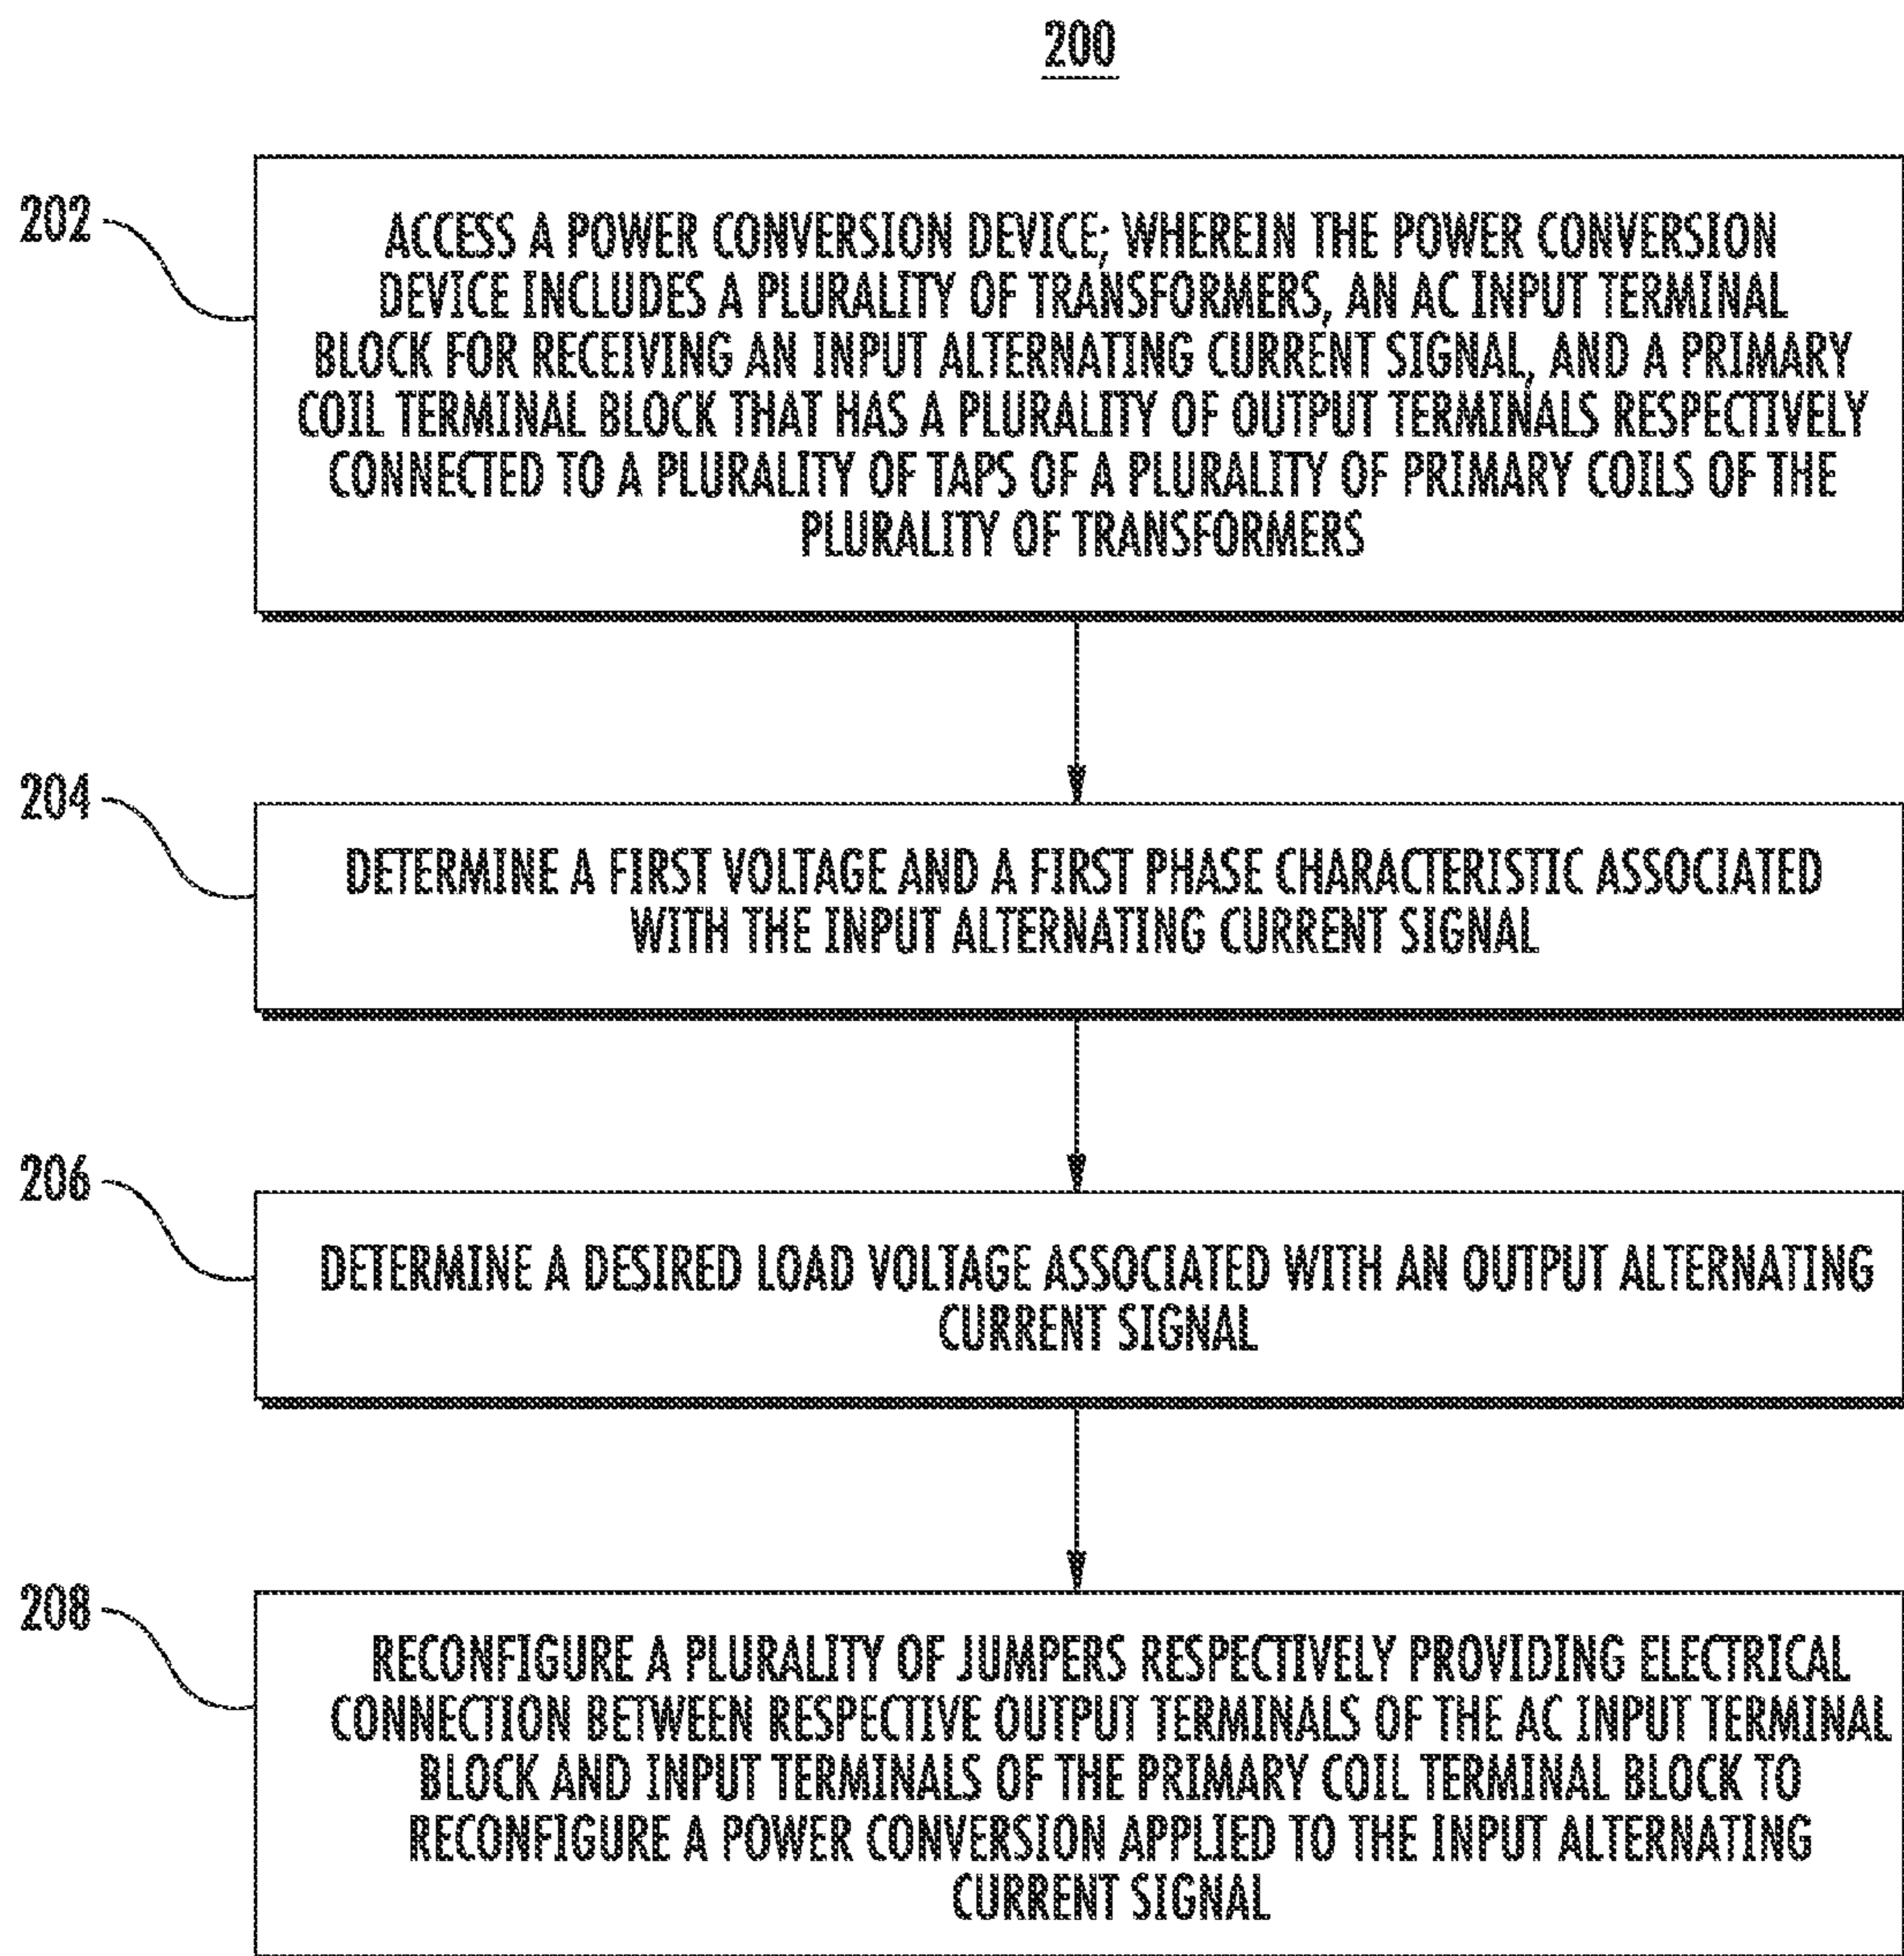 200
202
ACCESS A POWER CONVERSION DEVICE; WHEREIN THE POWER CONVERSION
DEVICE INCLUDES A PLURALITY OF TRANSFORMERS, AN AC INPUT TERMINAL
BLOCK FOR RECEIVING AN INPUT ALTERNATING CURRENT SIGNAL, AND A PRIMARY
COIL TERMINAL BLOCK THAT HAS A PLURALITY OF OUTPUT TERMINALS RESPECTIVELY
CONNECTED TO A PLURALITY OF TAPS OF A PLURALITY OF PRIMARY COILS OF THE
PLURALITY OF TRANSFORMERS
204
DETERMINE A FIRST VOLTAGE AND A FIRST PHASE CHARACTERISTIC ASSOCIATED
WITH THE INPUT ALTERNATING CURRENT SIGNAL
206
DETERMINE A DESIRED LOAD VOLTAGE ASSOCIATED WITH AN OUTPUT ALTERNATING
CURRENT SIGNAL
208
RECONFIGURE A PLURALITY OF JUMPERS RESPECTIVELY PROVIDING ELECTRICAL
CONNECTION BETWEEN RESPECTIVE OUTPUT TERMINALS OF THE AC INPUT TERMINAL
BLOCK AND INPUT TERMINALS OF THE PRIMARY COIL TERMINAL BLOCK TO
RECONFIGURE A POWER CONVERSION APPLIED TO THE INPUT ALTERNATING
CURRENT SIGNAL